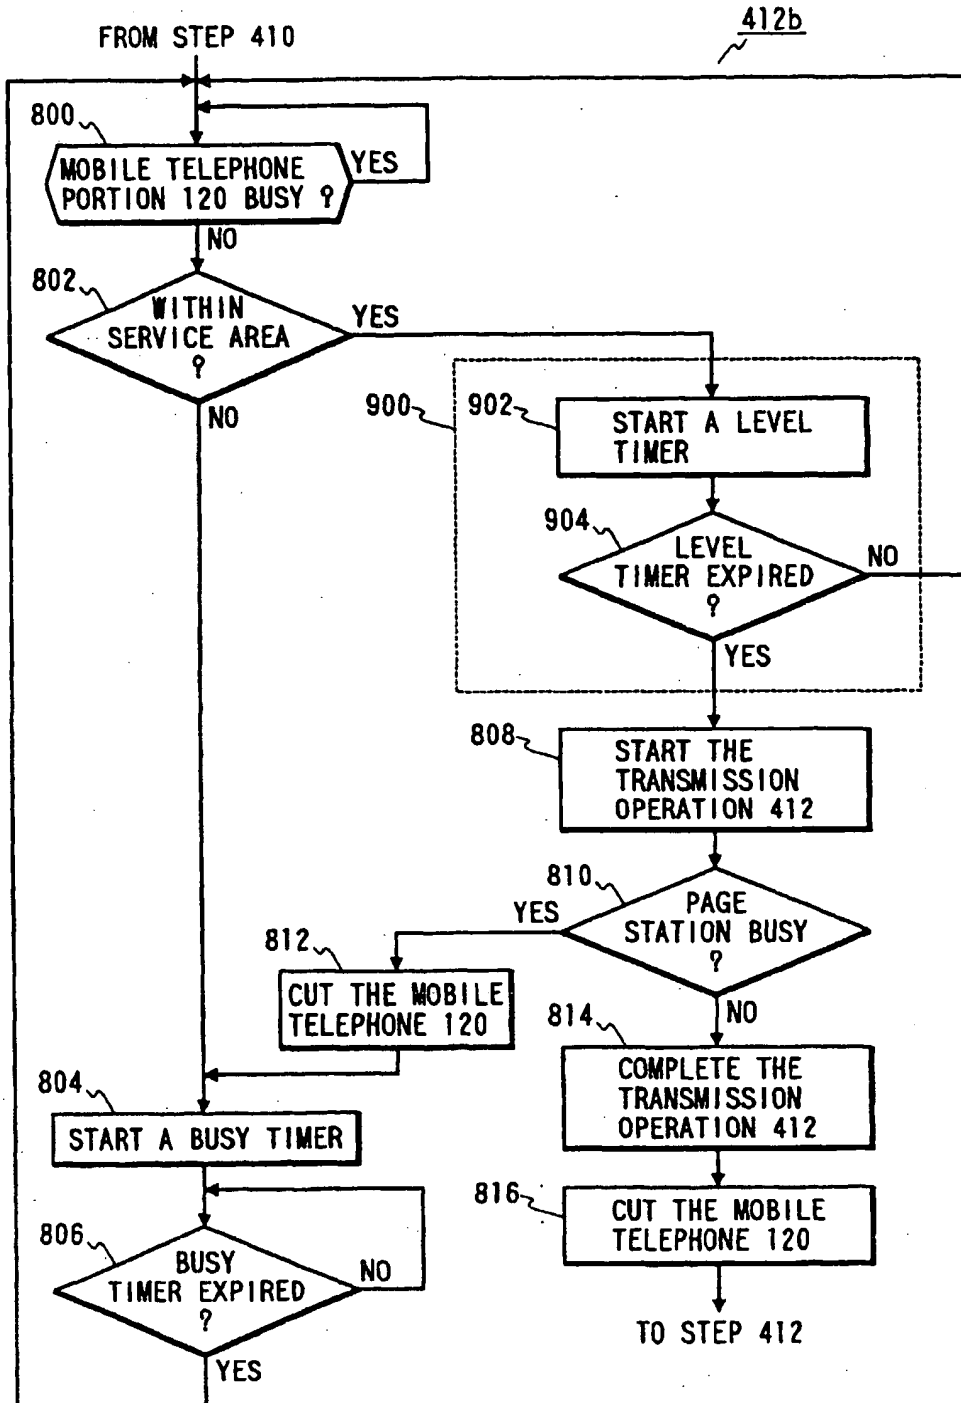 412b
FROM STEP 410
800
MOBILE TELEPHONE
PORTION 120 BUSY ?
YES
NO
802
WITHIN
SERVICE AREA
?
YES
NO
900
902
START A LEVEL
TIMER
904
LEVEL
TIMER EXPIRED
?
NO
YES
808
START THE
TRANSMISSION
OPERATION 412
810
PAGE
STATION BUSY
?
YES
NO
812
CUT THE MOBILE
TELEPHONE 120
814
COMPLETE THE
TRANSMISSION
OPERATION 412
804
START A BUSY TIMER
816
CUT THE MOBILE
TELEPHONE 120
806
BUSY
TIMER EXPIRED
?
NO
YES
TO STEP 412